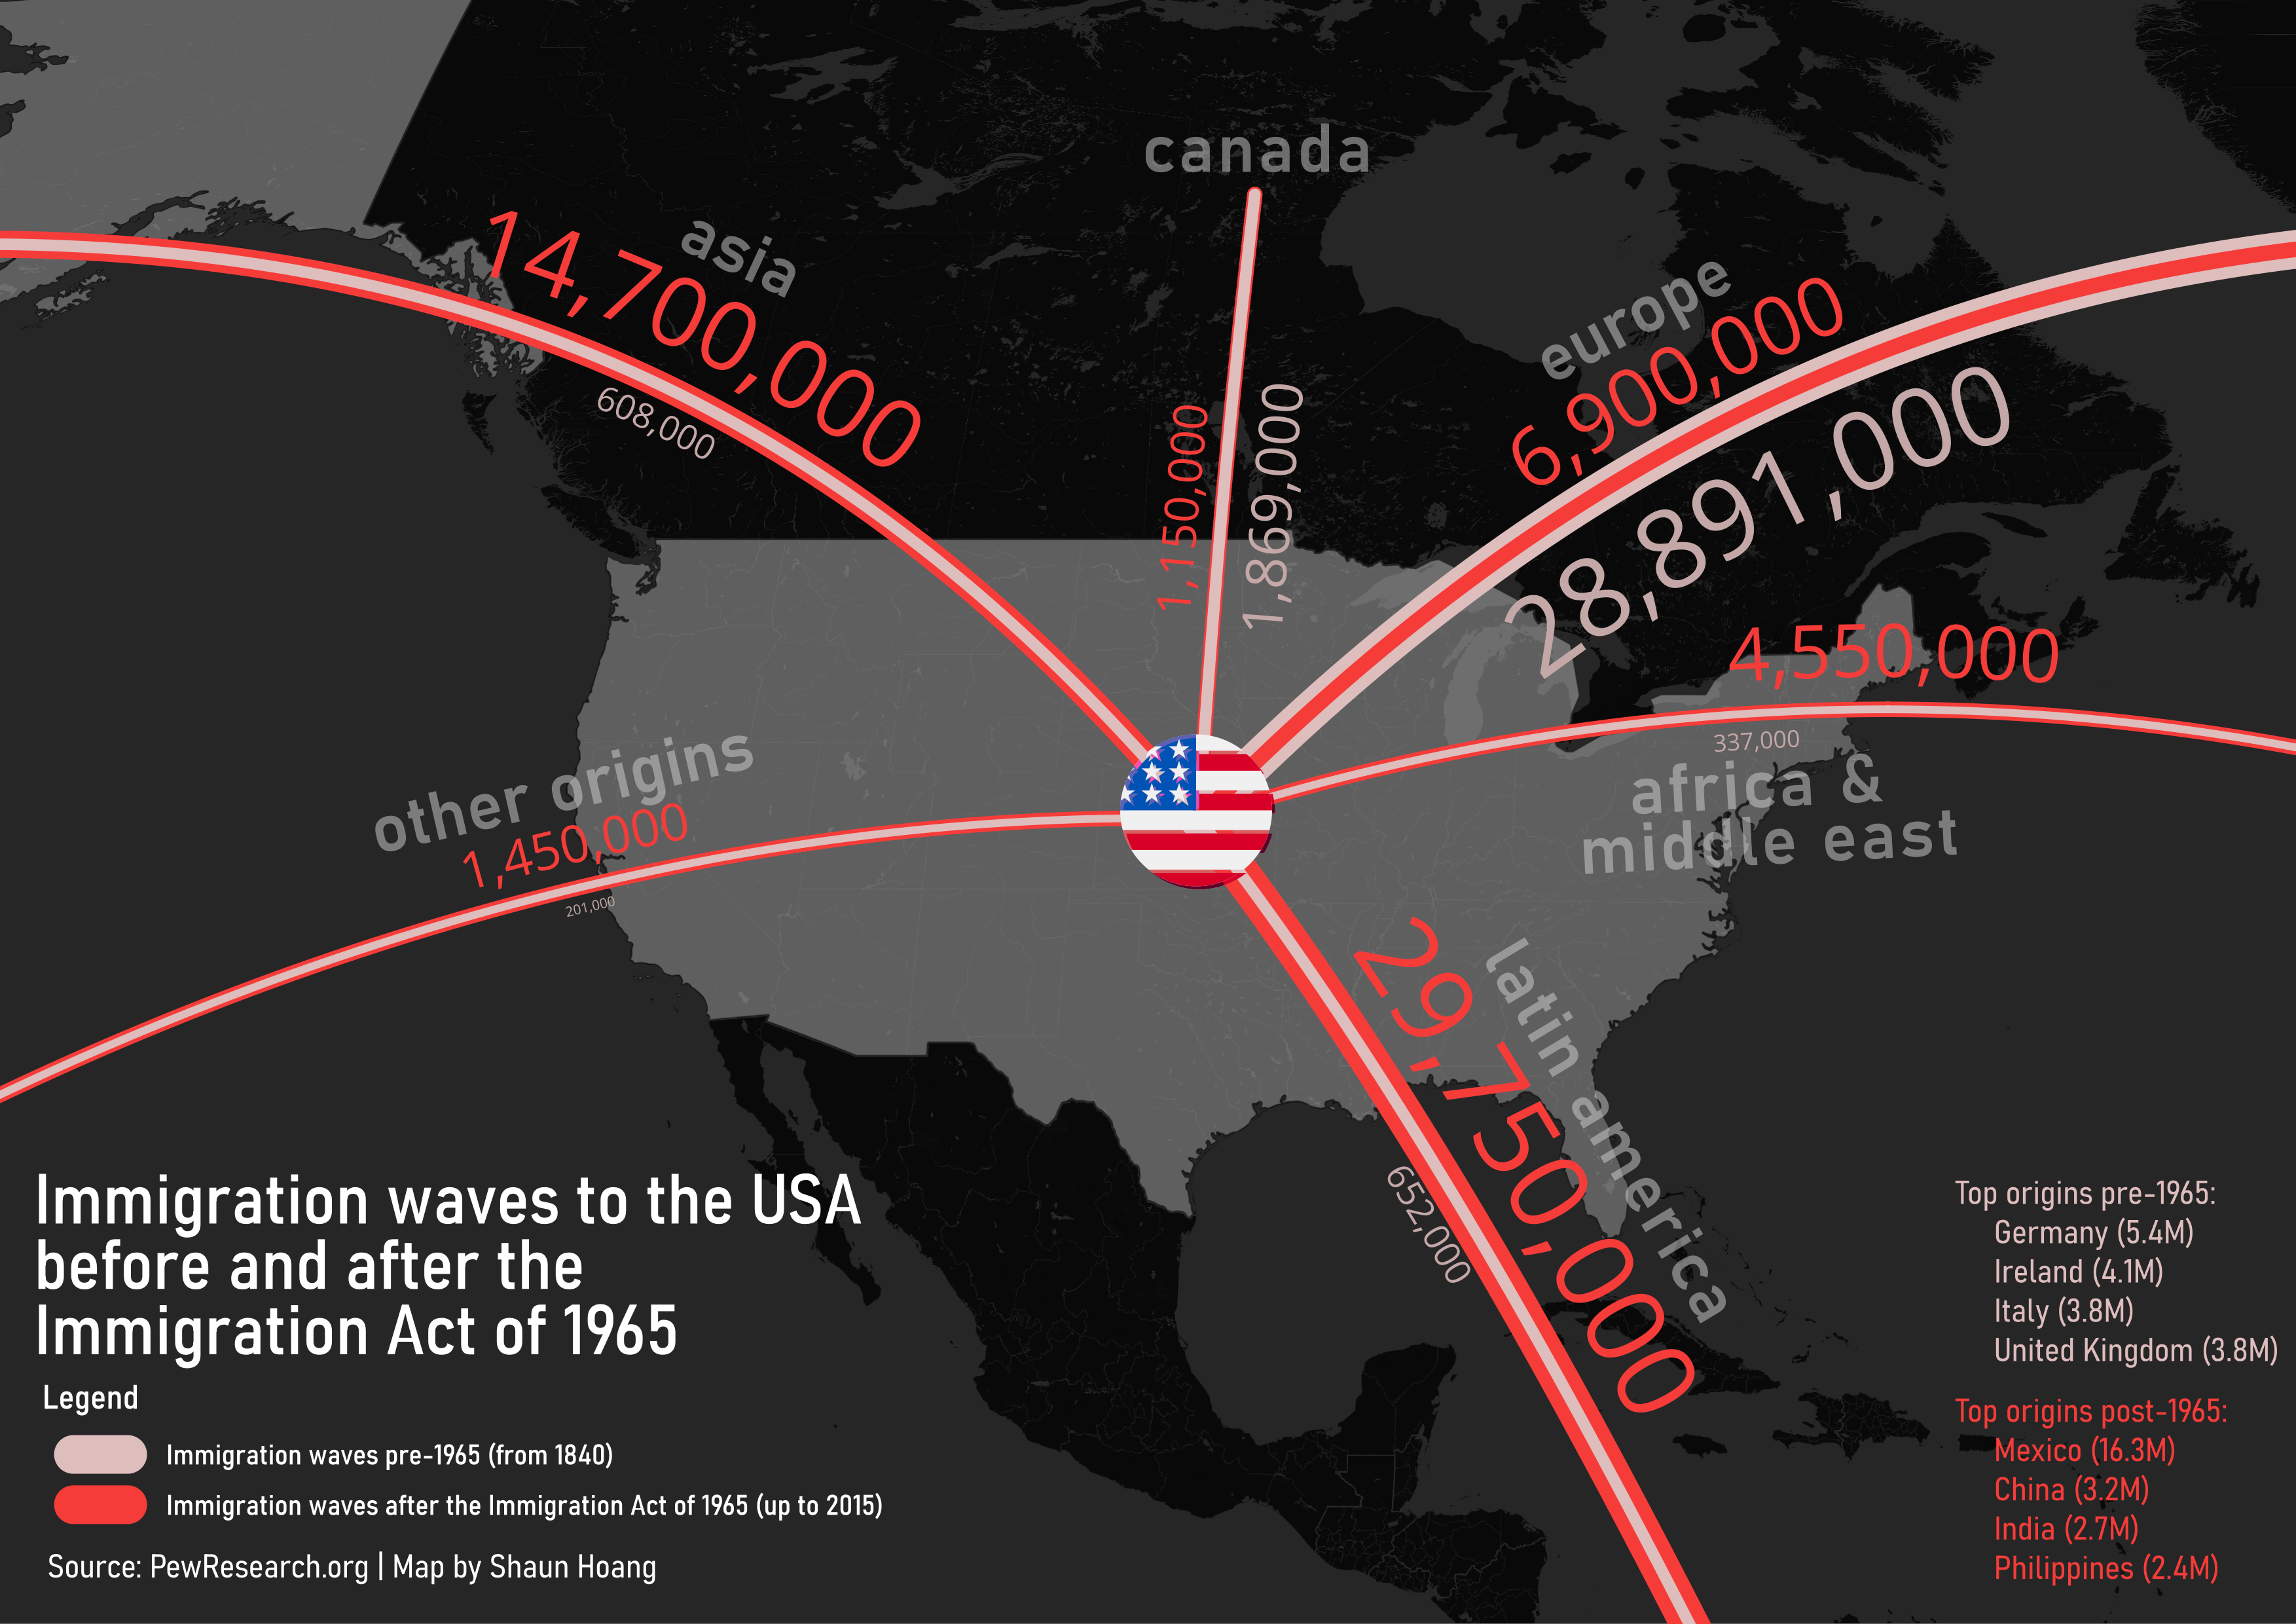 canada
asia
14,700,000
608,000
1,150,000
1,869,000
europe
6,900,000
28,891,000
4,550,000
337,000
africa &
middle east
other origins
1,450,000
201,000
latin america
29,750,000
652,000
Immigration waves to the USA
before and after the
Immigration Act of 1965
Legend
Immigration waves pre-1965 (from 1840)
Immigration waves after the Immigration Act of 1965 (up to 2015)
Source: PewResearch.org | Map by Shaun Hoang
Top origins pre-1965:
Germany (5.4M)
Ireland (4.1M)
Italy (3.8M)
United Kingdom (3.8M)
Top origins post-1965:
Mexico (16.3M)
China (3.2M)
India (2.7M)
Philippines (2.4M)